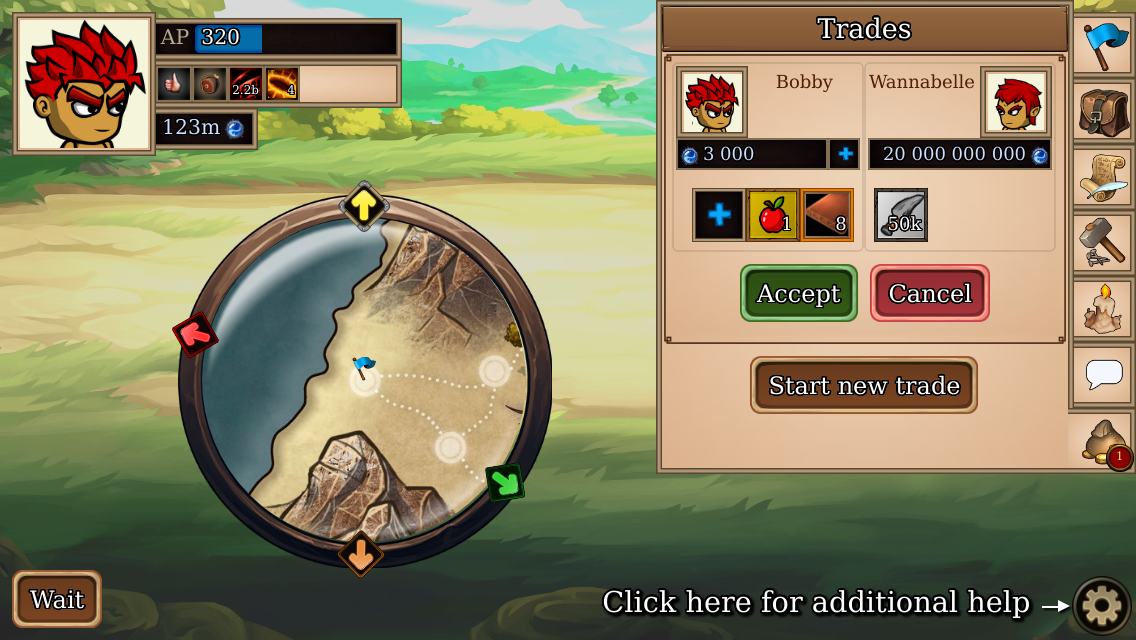 AP 320
2.2b 4
123m
Trades
Bobby Wannabelle
3 000 20 000 000 000
1 8 50k
Accept Cancel
Start new trade
1
Wait
Click here for additional help